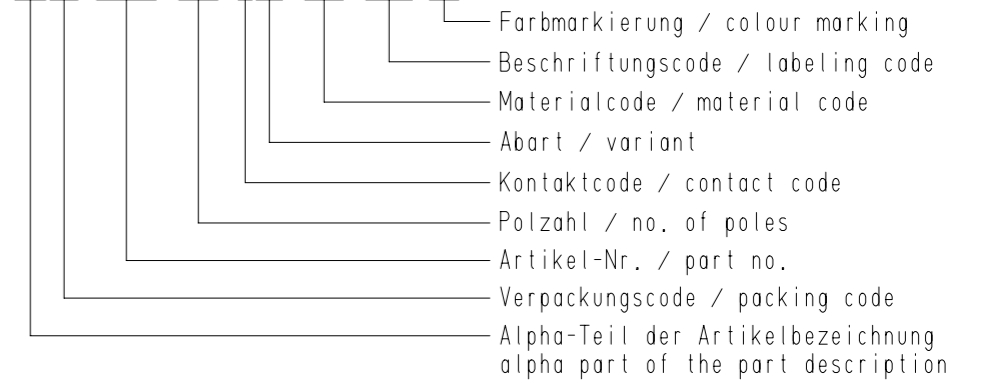 Farbmarkierung / colour marking
Beschriftungscode / labeling code
Materialcode / material code
Abart / variant
Kontaktcode / contact code
Polzahl / no. of poles
Artikel-Nr. / part no.
Verpackungscode / packing code
Alpha-Teil der Artikelbezeichnung
alpha part of the part description